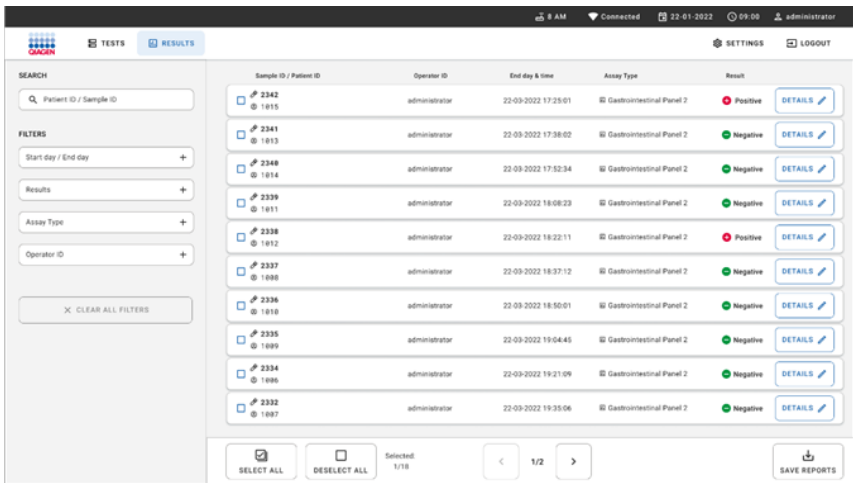 8 AM Connected 22-01-2022 09:00 administrator
QIAGEN TESTS RESULTS SETTINGS LOGOUT
SEARCH
Patient ID / Sample ID
FILTERS
Start day / End day +
Results +
Assay Type +
Operator ID +
CLEAR ALL FILTERS
Sample ID / Patient ID Operator ID End day & time Assay Type Result
2342
1015 administrator 22-03-2022 17:25:01 Gastrointestinal Panel 2 Positive DETAILS
2341
1013 administrator 22-03-2022 17:38:02 Gastrointestinal Panel 2 Negative DETAILS
2340
1014 administrator 22-03-2022 17:52:34 Gastrointestinal Panel 2 Negative DETAILS
2339
1011 administrator 22-03-2022 18:08:23 Gastrointestinal Panel 2 Negative DETAILS
2338
1012 administrator 22-03-2022 18:22:11 Gastrointestinal Panel 2 Positive DETAILS
2337
1008 administrator 22-03-2022 18:37:12 Gastrointestinal Panel 2 Negative DETAILS
2336
1010 administrator 22-03-2022 18:50:01 Gastrointestinal Panel 2 Negative DETAILS
2335
1009 administrator 22-03-2022 19:04:45 Gastrointestinal Panel 2 Negative DETAILS
2334
1006 administrator 22-03-2022 19:21:09 Gastrointestinal Panel 2 Negative DETAILS
2332
1007 administrator 22-03-2022 19:35:06 Gastrointestinal Panel 2 Negative DETAILS
SELECT ALL DESELECT ALL Selected: 1/18 < 1/2 > SAVE REPORTS